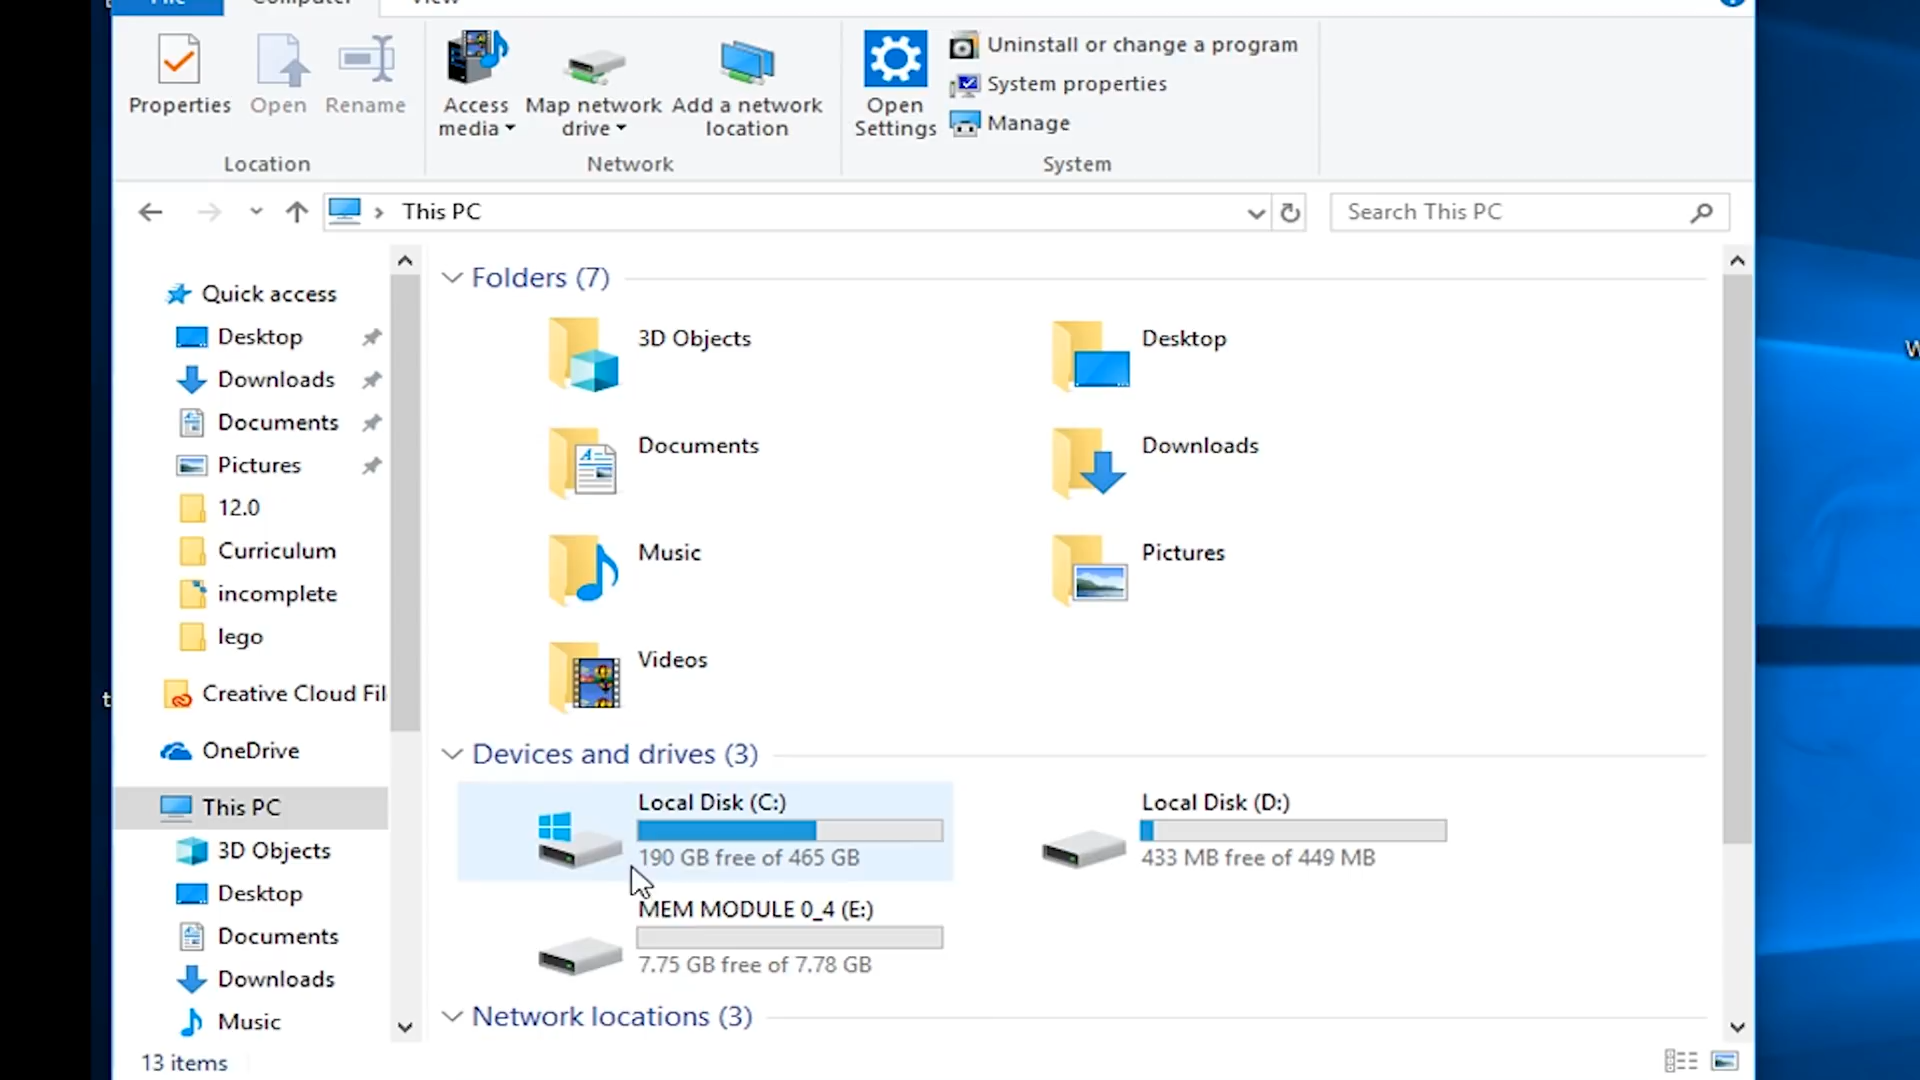 File Computer View
Properties Open Rename
Access media
Map network drive
Add a network location
Open Settings
Uninstall or change a program
System properties
Manage
Location Network System
This PC
Search This PC
Quick access
Desktop
Downloads
Documents
Pictures
12.0
Curriculum
incomplete
lego
Creative Cloud Fil
OneDrive
This PC
3D Objects
Desktop
Documents
Downloads
Music
Folders (7)
3D Objects
Desktop
Documents
Downloads
Music
Pictures
Videos
Devices and drives (3)
Local Disk (C:)
190 GB free of 465 GB
Local Disk (D:)
433 MB free of 449 MB
MEM MODULE 0_4 (E:)
7.75 GB free of 7.78 GB
Network locations (3)
13 items